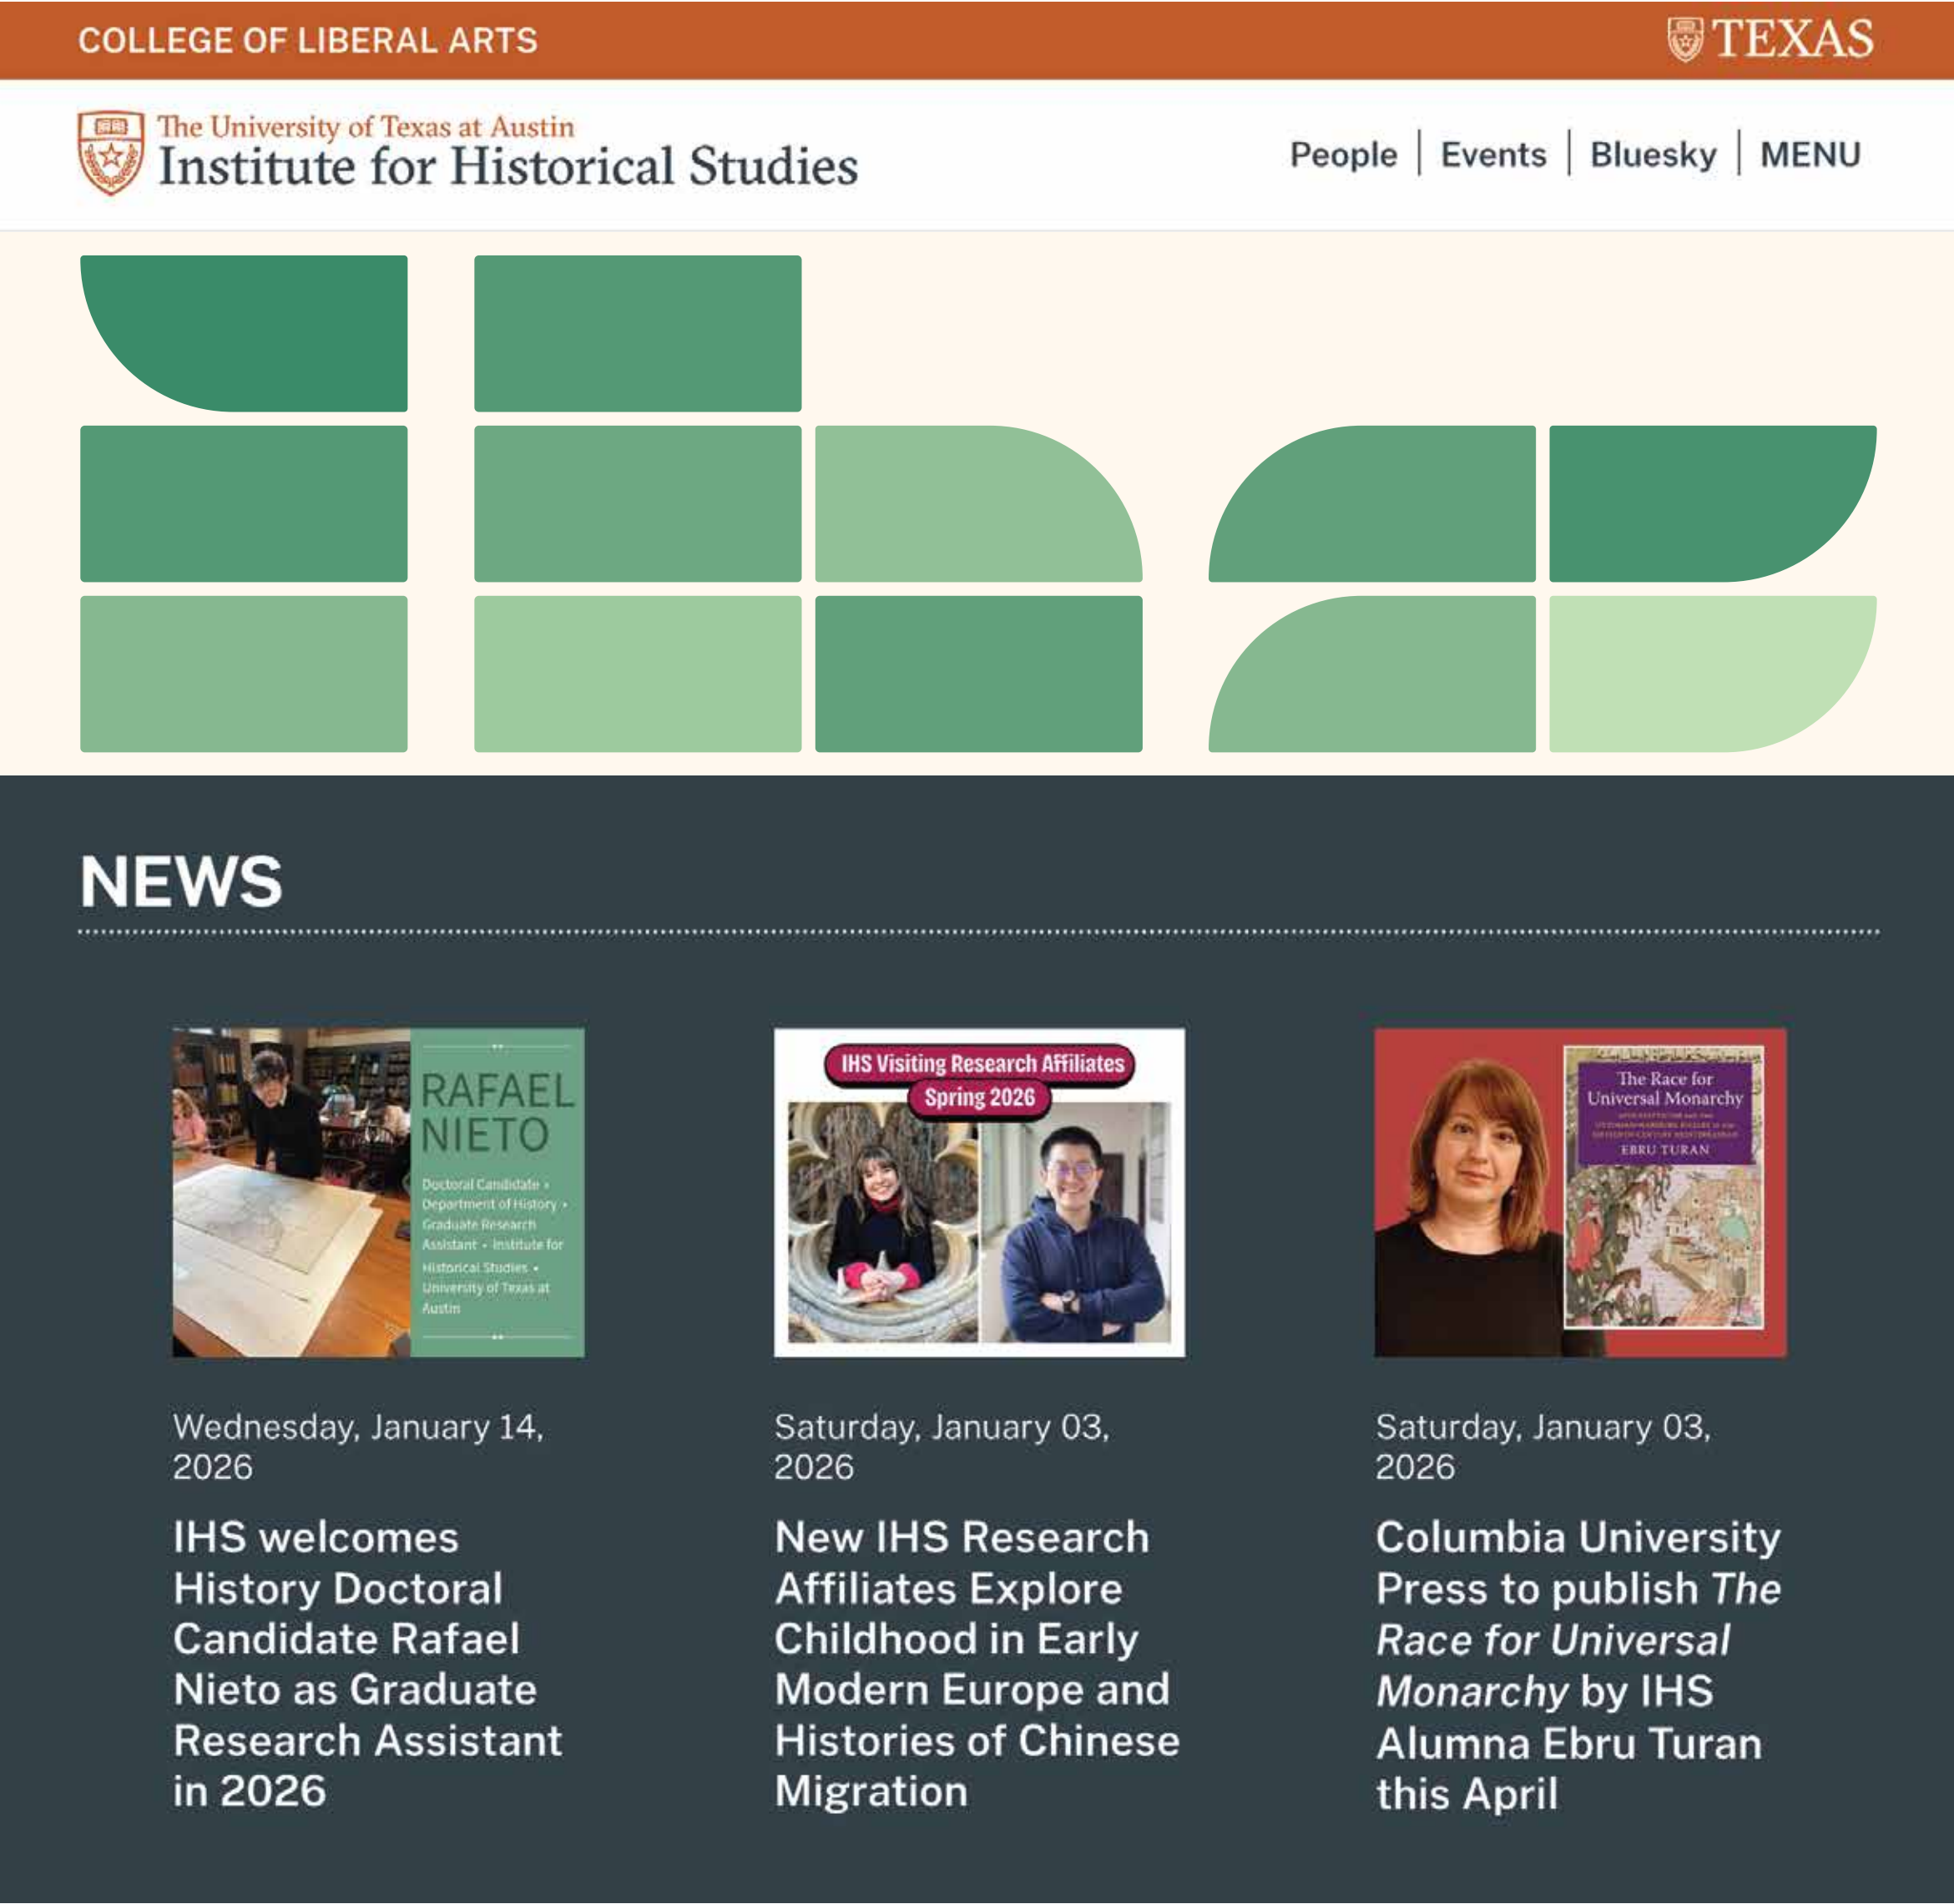 COLLEGE OF LIBERAL ARTS
TEXAS
The University of Texas at Austin
Institute for Historical Studies
People | Events | Bluesky | MENU
ihs
NEWS
RAFAEL
NIETO
Doctoral Candidate •
Department of History •
Graduate Research
Assistant • Institute for
Historical Studies •
University of Texas at
Austin
Wednesday, January 14,
2026
IHS welcomes
History Doctoral
Candidate Rafael
Nieto as Graduate
Research Assistant
in 2026
IHS Visiting Research Affiliates
Spring 2026
Saturday, January 03,
2026
New IHS Research
Affiliates Explore
Childhood in Early
Modern Europe and
Histories of Chinese
Migration
The Race for
Universal Monarchy
EBRU TURAN
Saturday, January 03,
2026
Columbia University
Press to publish The
Race for Universal
Monarchy by IHS
Alumna Ebru Turan
this April